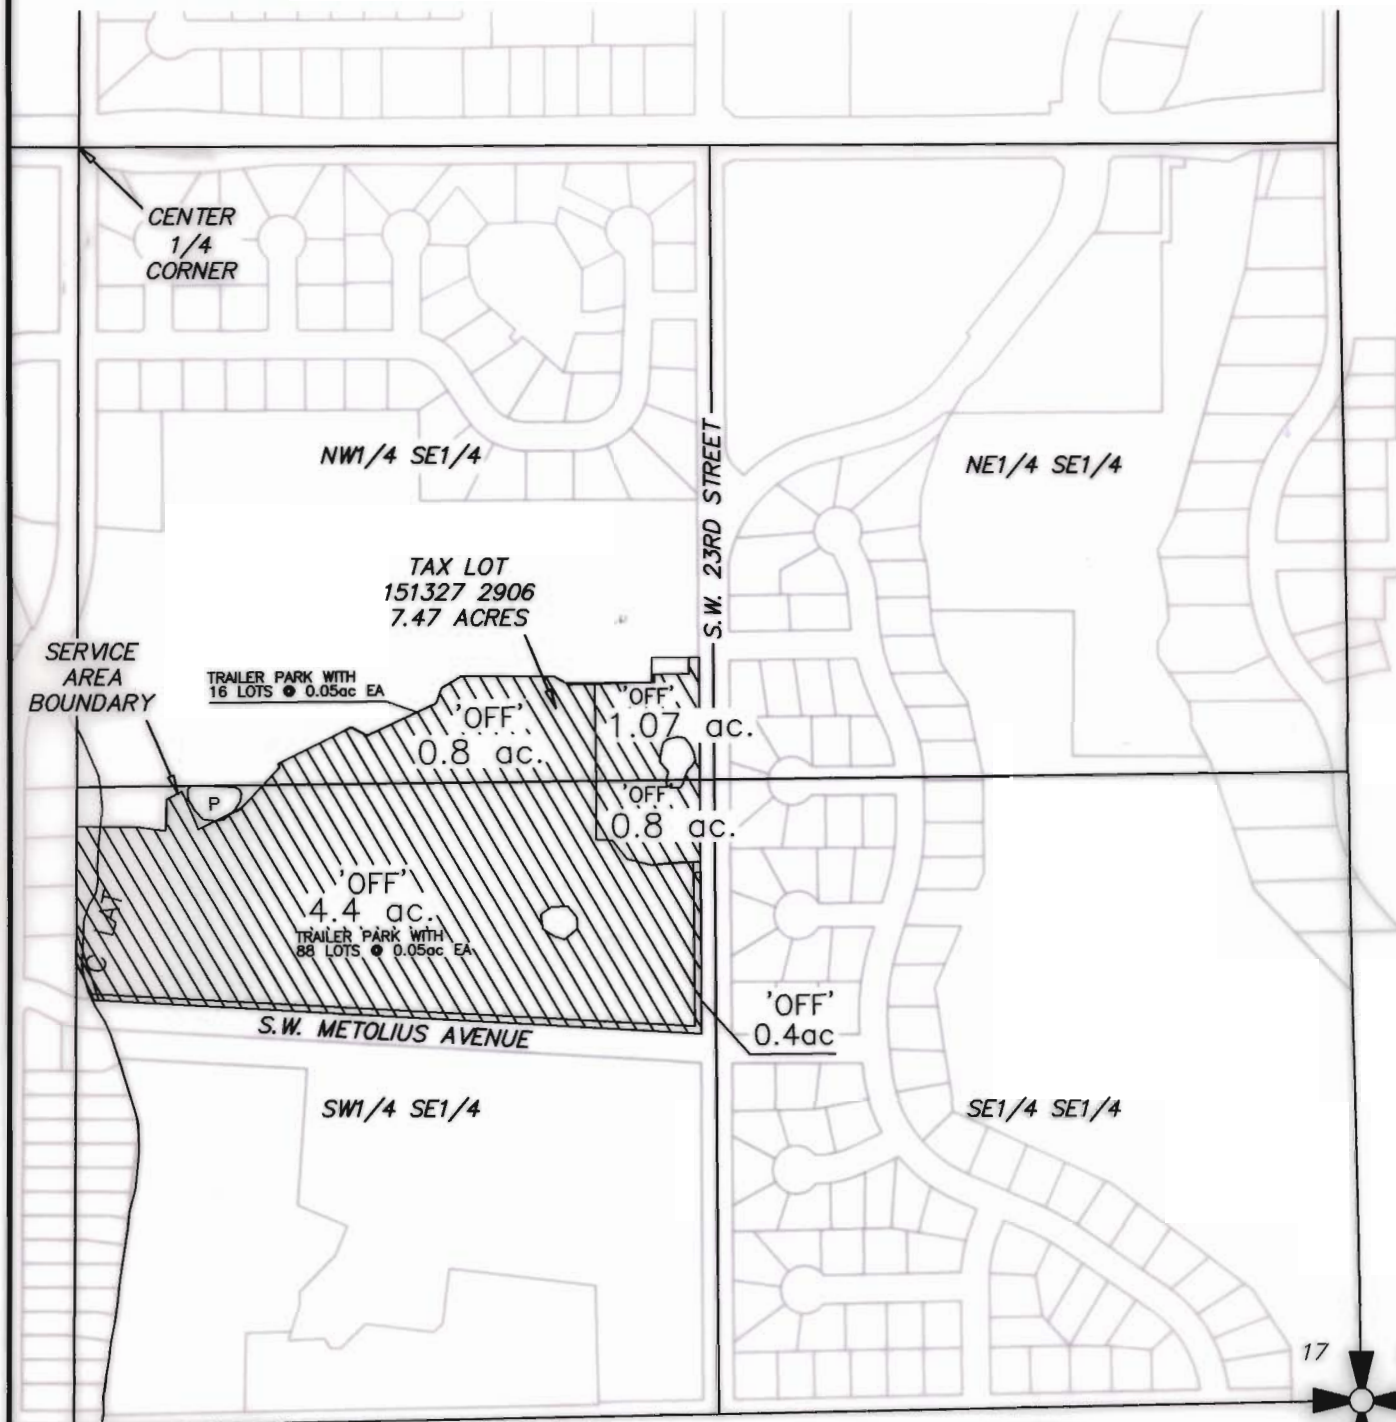 CENTER
1/4
CORNER
NW1/4 SE1/4
NE1/4 SE1/4
S.W. 23RD STREET
TAX LOT
151327 2906
7.47 ACRES
SERVICE
AREA
BOUNDARY
TRAILER PARK WITH
16 LOTS @ 0.05ac EA
'OFF'
0.8 ac.
'OFF'
1.07 ac.
P
'OFF'
0.8 ac.
'OFF'
4.4 ac.
TRAILER PARK WITH
88 LOTS @ 0.05ac EA
C LAT
'OFF'
0.4ac
S.W. METOLIUS AVENUE
SW1/4 SE1/4
SE1/4 SE1/4
17